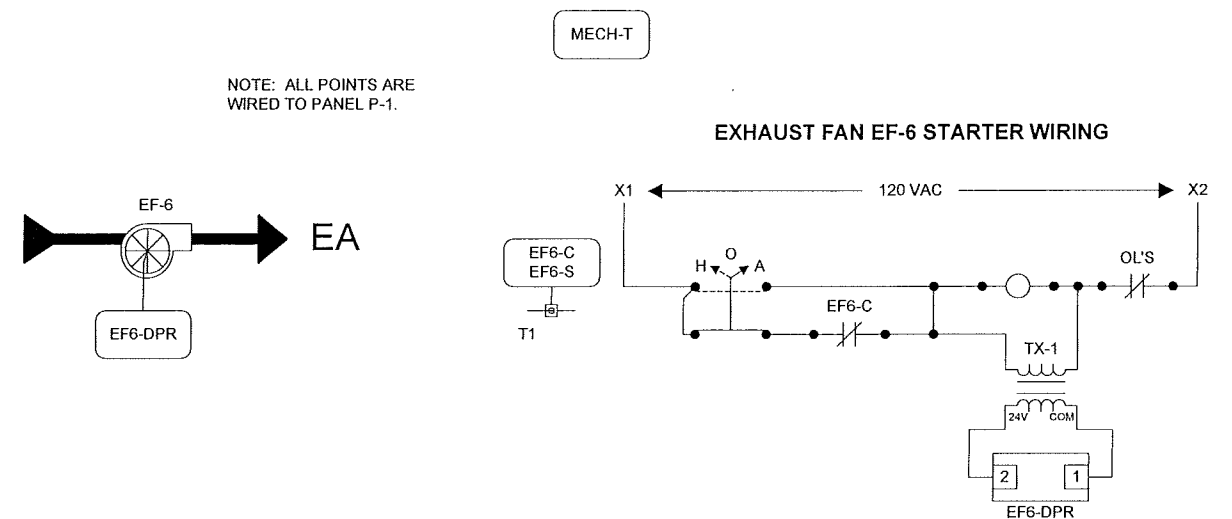 MECH-T
NOTE: ALL POINTS ARE
WIRED TO PANEL P-1.
EXHAUST FAN EF-6 STARTER WIRING
X1
120 VAC
X2
EF-6
EA
EF6-C
EF6-S
H
O
A
OL'S
EF6-C
T1
EF6-DPR
TX-1
24V
COM
2
1
EF6-DPR